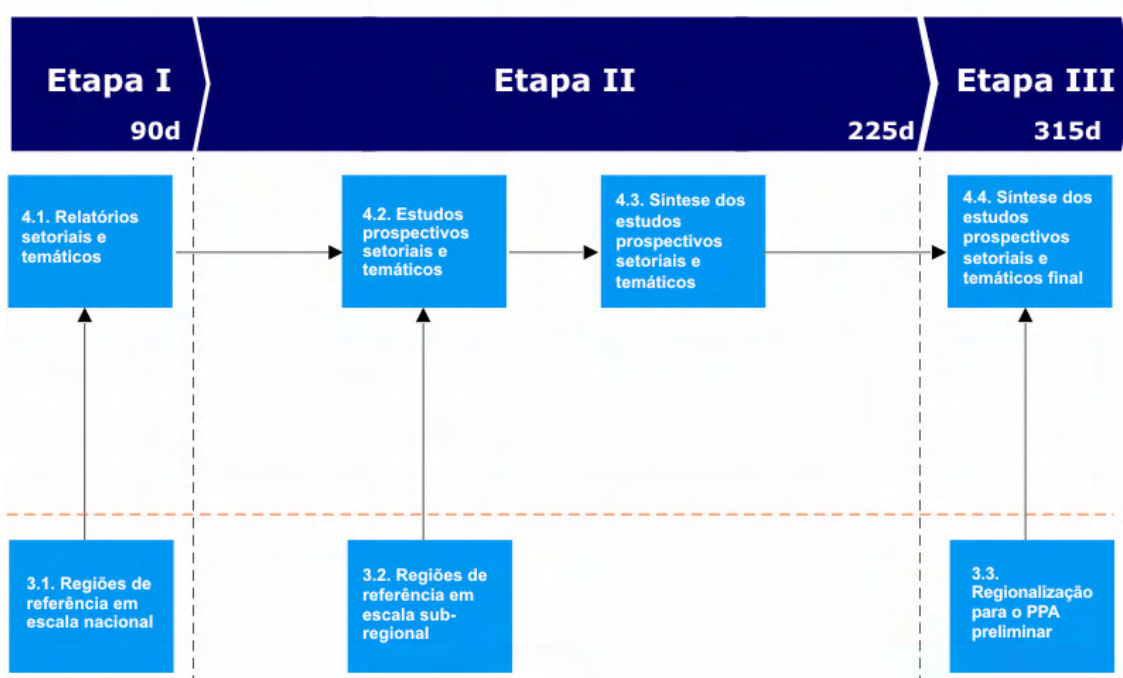 Etapa I
90d
Etapa II
225d
Etapa III
315d
4.1. Relatórios
setoriais e
temáticos
4.2. Estudos
prospectivos
setoriais e
temáticos
4.3. Síntese dos
estudos
prospectivos
setoriais e
temáticos
4.4. Síntese dos
estudos
prospectivos
setoriais e
temáticos final
3.1. Regiões de
referência em
escala nacional
3.2. Regiões de
referência em
escala sub-
regional
3.3.
Regionalização
para o PPA
preliminar